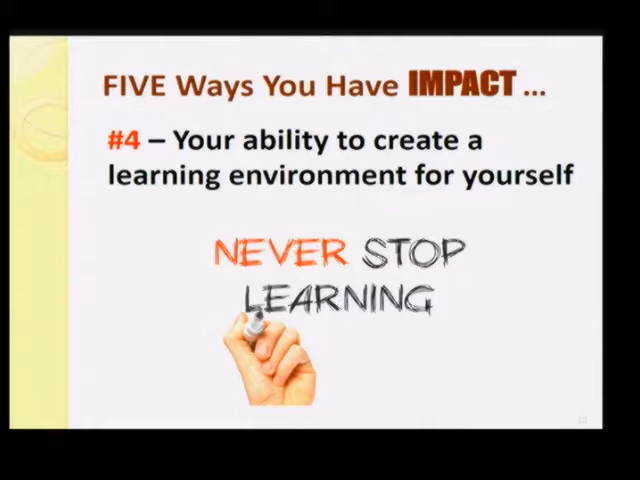 FIVE Ways You Have IMPACT ...
#4 – Your ability to create a
learning environment for yourself
NEVER STOP
LEARNING